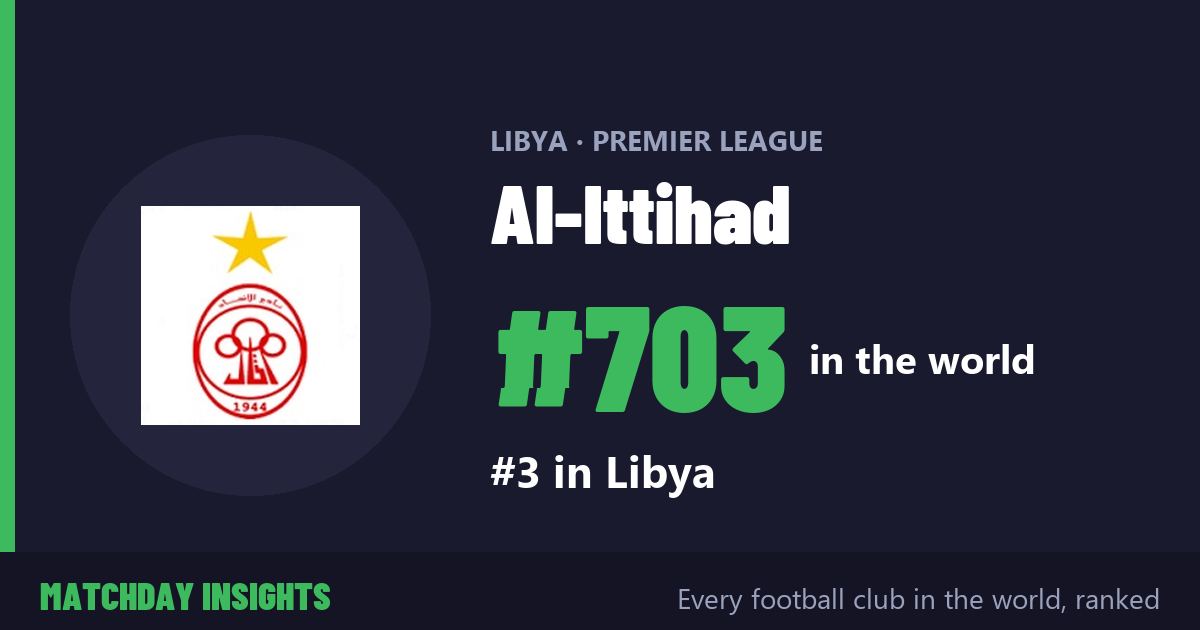 LIBYA · PREMIER LEAGUE
Al-Ittihad
#703 in the world
#3 in Libya
1944
MATCHDAY INSIGHTS
Every football club in the world, ranked